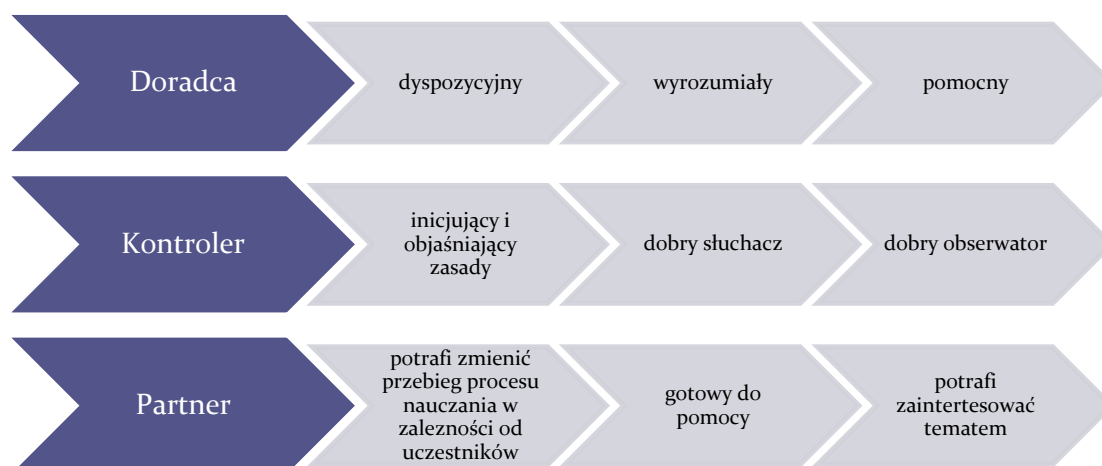 Doradca
dyspozycyjny
wyrozumiały
pomocny
Kontroler
inicjujący i
objaśniający
zasady
dobry słuchacz
dobry obserwator
Partner
potrafi zmienić
przebieg procesu
nauczania w
zalezności od
uczestników
gotowy do
pomocy
potrafi
zaintertesować
tematem